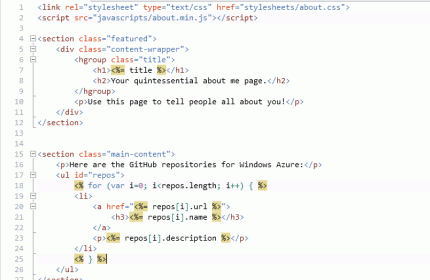 1 <link rel="stylesheet" type="text/css" href="stylesheets/about.css">
2 <script src="javascripts/about.min.js"></script>
3
4 <section class="featured">
5 <div class="content-wrapper">
6 <hgroup class="title">
7 <h1><%= title %></h1>
8 <h2>Your quintessential about me page.</h2>
9 </hgroup>
10 <p>Use this page to tell people all about you!</p>
11 </div>
12 </section>
13
14
15 <section class="main-content">
16 <p>Here are the GitHub repositories for Windows Azure:</p>
17 <ul id="repos">
18 <% for (var i=0; i<repos.length; i++) { %>
19 <li>
20 <a href="<%= repos[i].url %>">
21 <h3><%= repos[i].name %></h3>
22 </a>
23 <p><%= repos[i].description %></p>
24 </li>
25 <% } %>
26 </ul>
27 </section>